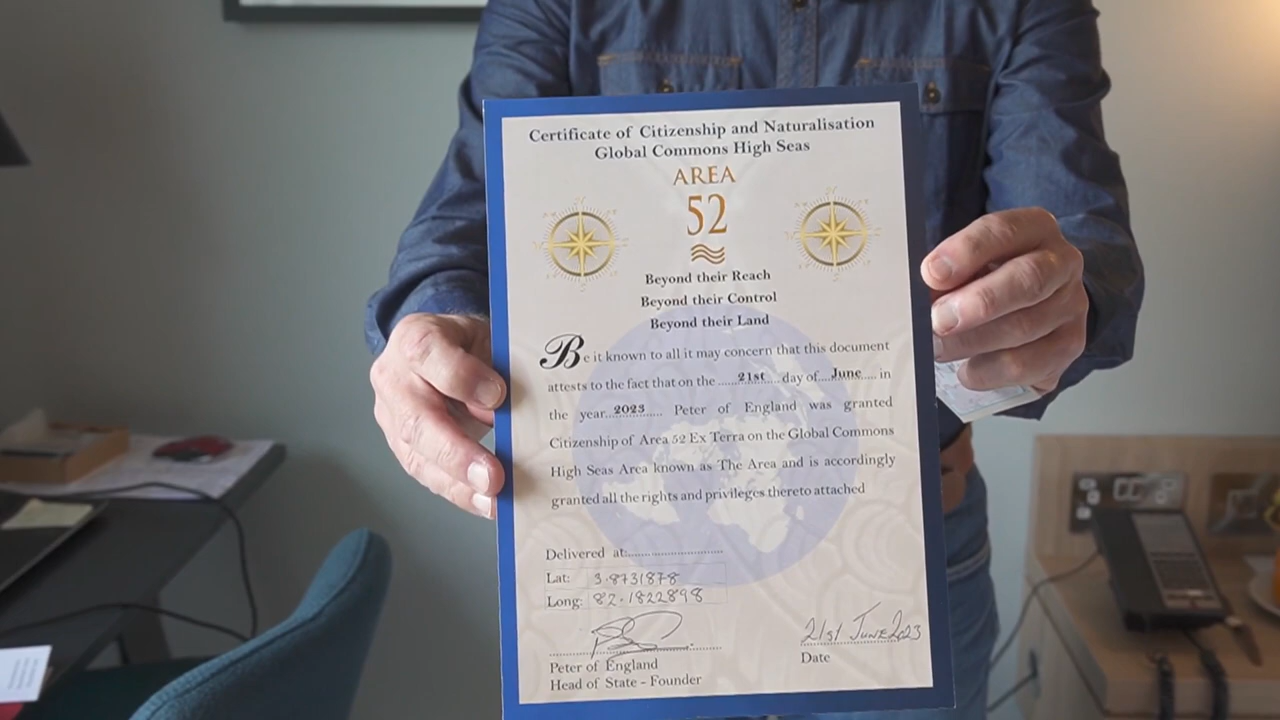 Certificate of Citizenship and Naturalisation
Global Commons High Seas
AREA
52
Beyond their Reach
Beyond their Control
Beyond their Land
Be it known to all it may concern that this document
attests to the fact that on the ......21st....day of....June.... in
the year..2023...... Peter of England was granted
Citizenship of Area 52 Ex Terra on the Global Commons
High Seas Area known as The Area and is accordingly
granted all the rights and privileges thereto attached
Delivered at:............................
Lat: 3.8731878
Long: 82.1822898
21st June 2023
Peter of England
Date
Head of State - Founder